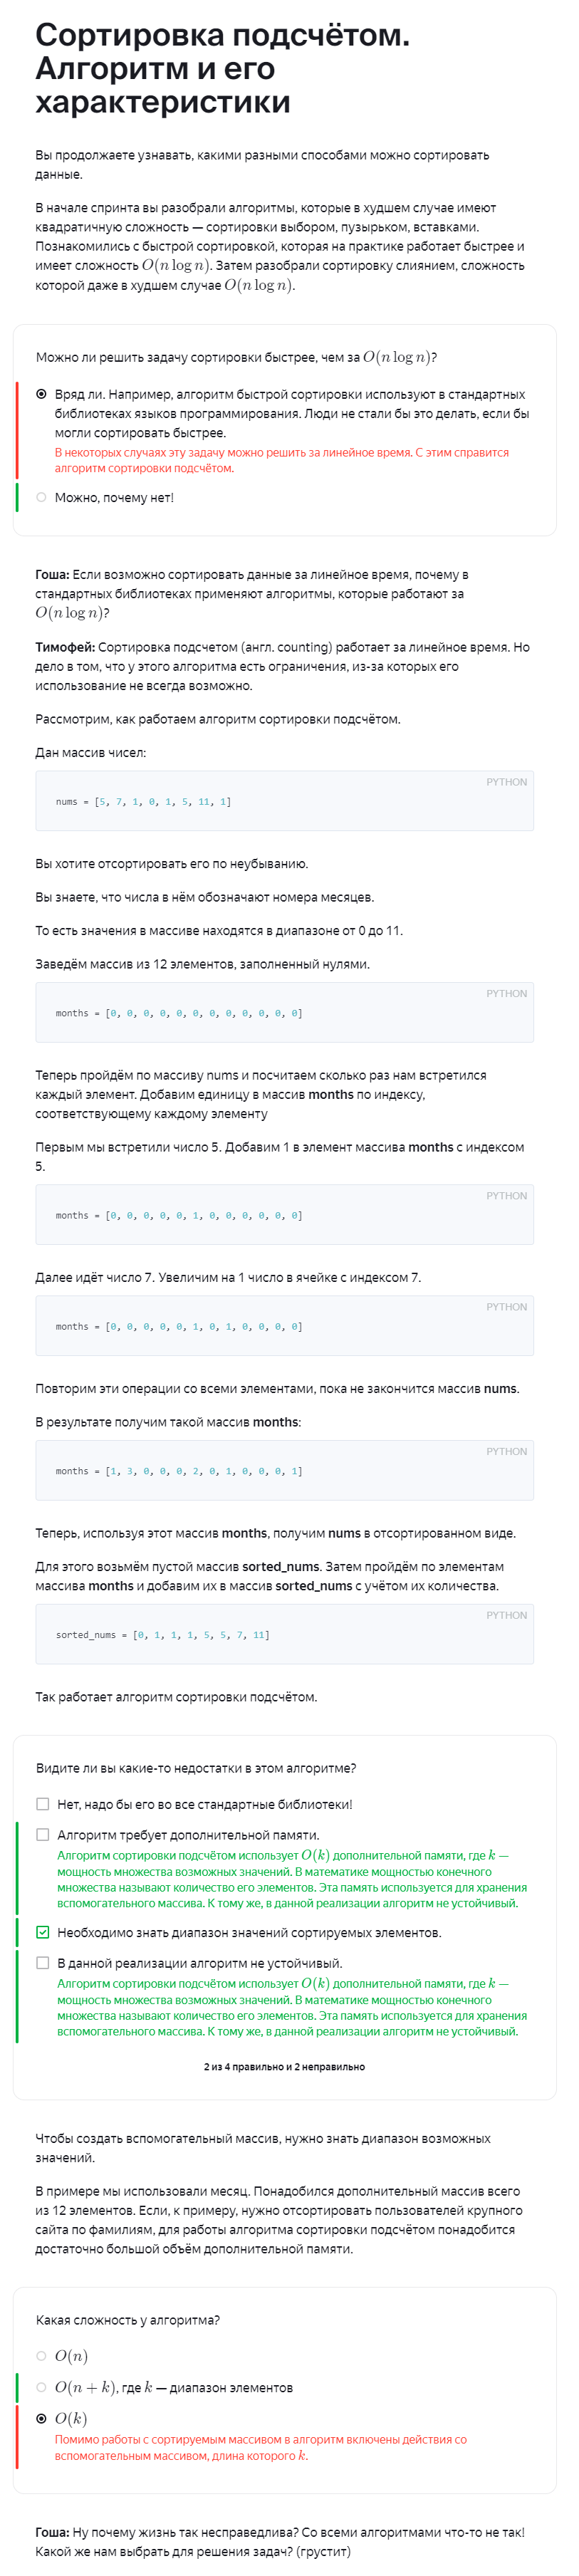 Сортировка подсчётом.
Алгоритм и его
характеристики
Вы продолжаете узнавать, какими разными способами можно сортировать
данные.
В начале спринта вы разобрали алгоритмы, которые в худшем случае имеют
квадратичную сложность — сортировки выбором, пузырьком, вставками.
Познакомились с быстрой сортировкой, которая на практике работает быстрее и
имеет сложность O(n log n). Затем разобрали сортировку слиянием, сложность
которой даже в худшем случае O(n log n).
Можно ли решить задачу сортировки быстрее, чем за O(n log n)?
Вряд ли. Например, алгоритм быстрой сортировки используют в стандартных
библиотеках языков программирования. Люди не стали бы это делать, если бы
могли сортировать быстрее.
В некоторых случаях эту задачу можно решить за линейное время. С этим справится
алгоритм сортировки подсчётом.
Можно, почему нет!
Гоша: Если возможно сортировать данные за линейное время, почему в
стандартных библиотеках применяют алгоритмы, которые работают за
O(n log n)?
Тимофей: Сортировка подсчетом (англ. counting) работает за линейное время. Но
дело в том, что у этого алгоритма есть ограничения, из-за которых его
использование не всегда возможно.
Рассмотрим, как работаем алгоритм сортировки подсчётом.
Дан массив чисел:
PYTHON
nums = [5, 7, 1, 0, 1, 5, 11, 1]
Вы хотите отсортировать его по неубыванию.
Вы знаете, что числа в нём обозначают номера месяцев.
То есть значения в массиве находятся в диапазоне от 0 до 11.
Заведём массив из 12 элементов, заполненный нулями.
PYTHON
months = [0, 0, 0, 0, 0, 0, 0, 0, 0, 0, 0, 0]
Теперь пройдём по массиву nums и посчитаем сколько раз нам встретился
каждый элемент. Добавим единицу в массив months по индексу,
соответствующему каждому элементу
Первым мы встретили число 5. Добавим 1 в элемент массива months с индексом
5.
PYTHON
months = [0, 0, 0, 0, 0, 1, 0, 0, 0, 0, 0, 0]
Далее идёт число 7. Увеличим на 1 число в ячейке с индексом 7.
PYTHON
months = [0, 0, 0, 0, 0, 1, 0, 1, 0, 0, 0, 0]
Повторим эти операции со всеми элементами, пока не закончится массив nums.
В результате получим такой массив months:
PYTHON
months = [1, 3, 0, 0, 0, 2, 0, 1, 0, 0, 0, 1]
Теперь, используя этот массив months, получим nums в отсортированном виде.
Для этого возьмём пустой массив sorted_nums. Затем пройдём по элементам
массива months и добавим их в массив sorted_nums с учётом их количества.
PYTHON
sorted_nums = [0, 1, 1, 1, 5, 5, 7, 11]
Так работает алгоритм сортировки подсчётом.
Видите ли вы какие-то недостатки в этом алгоритме?
Нет, надо бы его во все стандартные библиотеки!
Алгоритм требует дополнительной памяти.
Алгоритм сортировки подсчётом использует O(k) дополнительной памяти, где k —
мощность множества возможных значений. В математике мощностью конечного
множества называют количество его элементов. Эта память используется для хранения
вспомогательного массива. К тому же, в данной реализации алгоритм не устойчивый.
Необходимо знать диапазон значений сортируемых элементов.
В данной реализации алгоритм не устойчивый.
Алгоритм сортировки подсчётом использует O(k) дополнительной памяти, где k —
мощность множества возможных значений. В математике мощностью конечного
множества называют количество его элементов. Эта память используется для хранения
вспомогательного массива. К тому же, в данной реализации алгоритм не устойчивый.
2 из 4 правильно и 2 неправильно
Чтобы создать вспомогательный массив, нужно знать диапазон возможных
значений.
В примере мы использовали месяц. Понадобился дополнительный массив всего
из 12 элементов. Если, к примеру, нужно отсортировать пользователей крупного
сайта по фамилиям, для работы алгоритма сортировки подсчётом понадобится
достаточно большой объём дополнительной памяти.
Какая сложность у алгоритма?
O(n)
O(n + k), где k — диапазон элементов
O(k)
Помимо работы с сортируемым массивом в алгоритм включены действия со
вспомогательным массивом, длина которого k.
Гоша: Ну почему жизнь так несправедлива? Со всеми алгоритмами что-то не так!
Какой же нам выбрать для решения задач? (грустит)